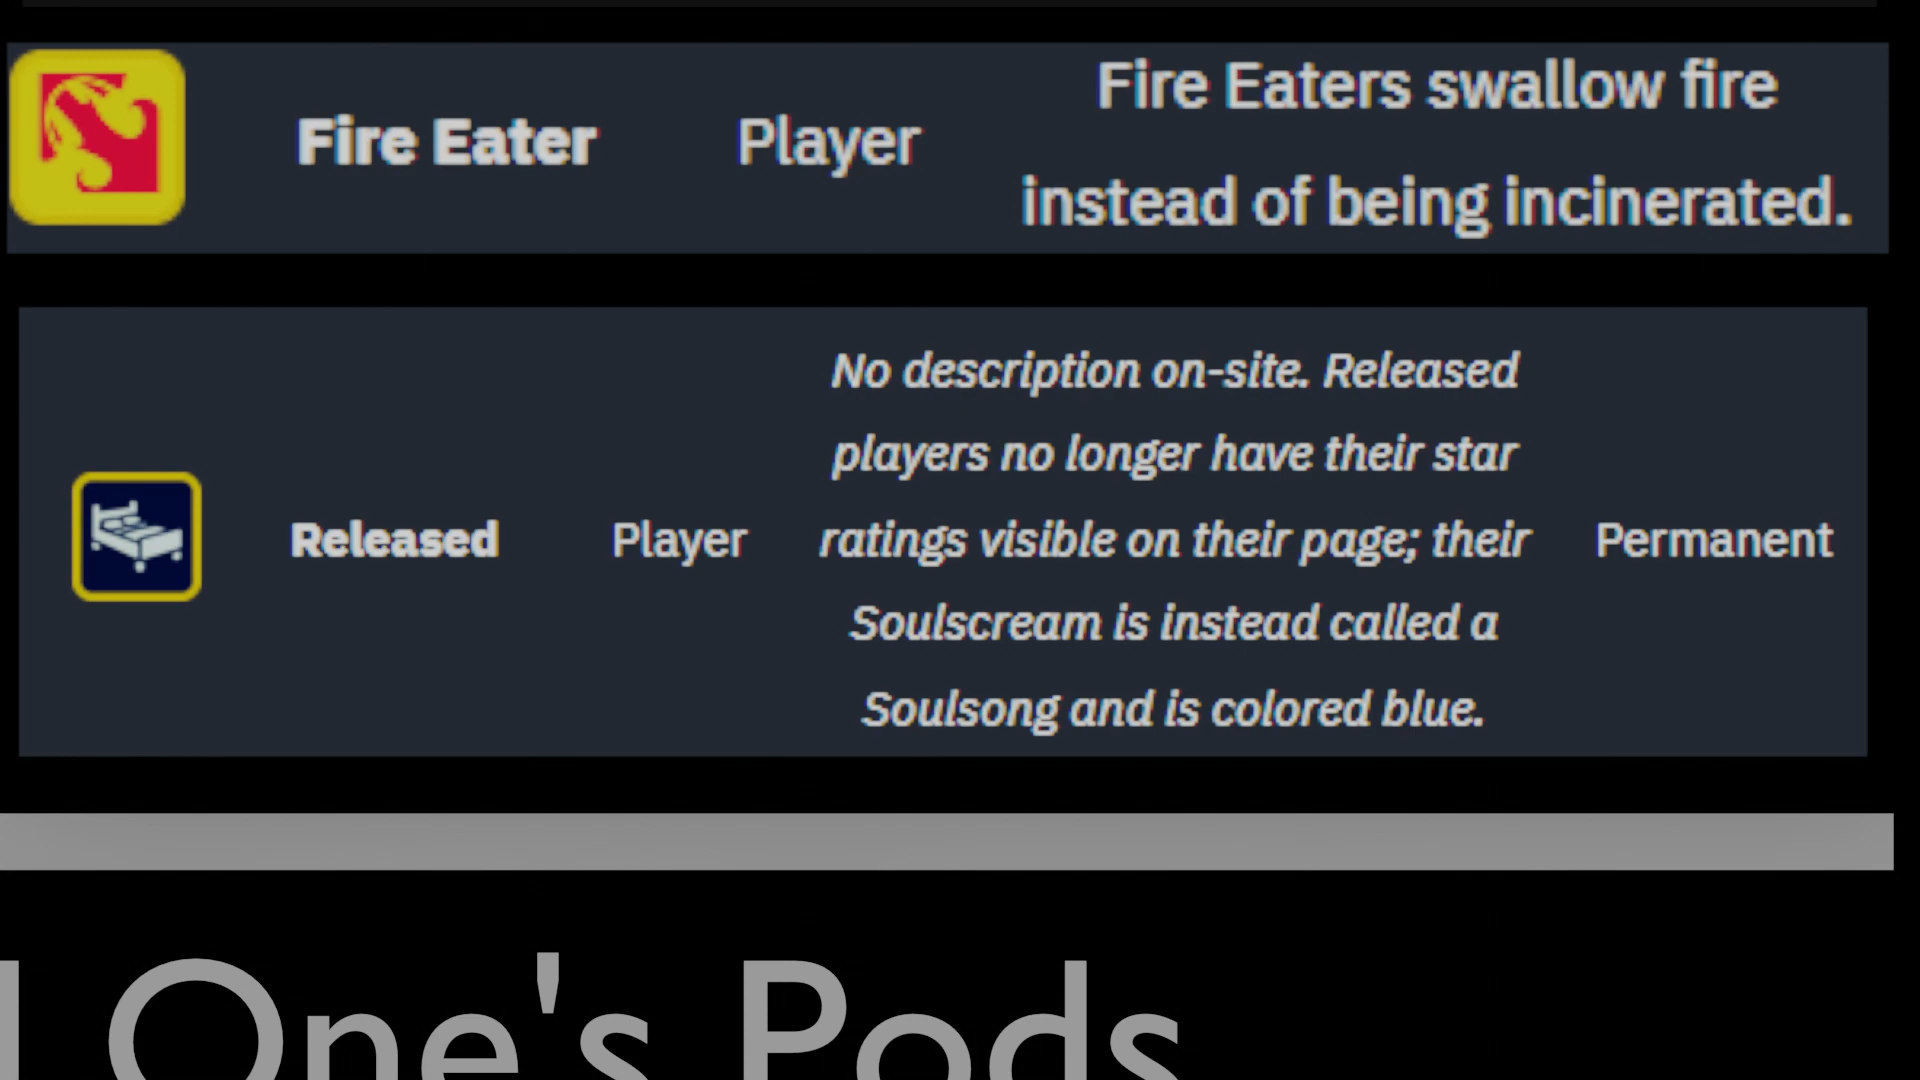 Fire Eater Player Fire Eaters swallow fire
instead of being incinerated.
No description on-site. Released
players no longer have their star
Released Player ratings visible on their page; their Permanent
Soulscream is instead called a
Soulsong and is colored blue.
One's Pods